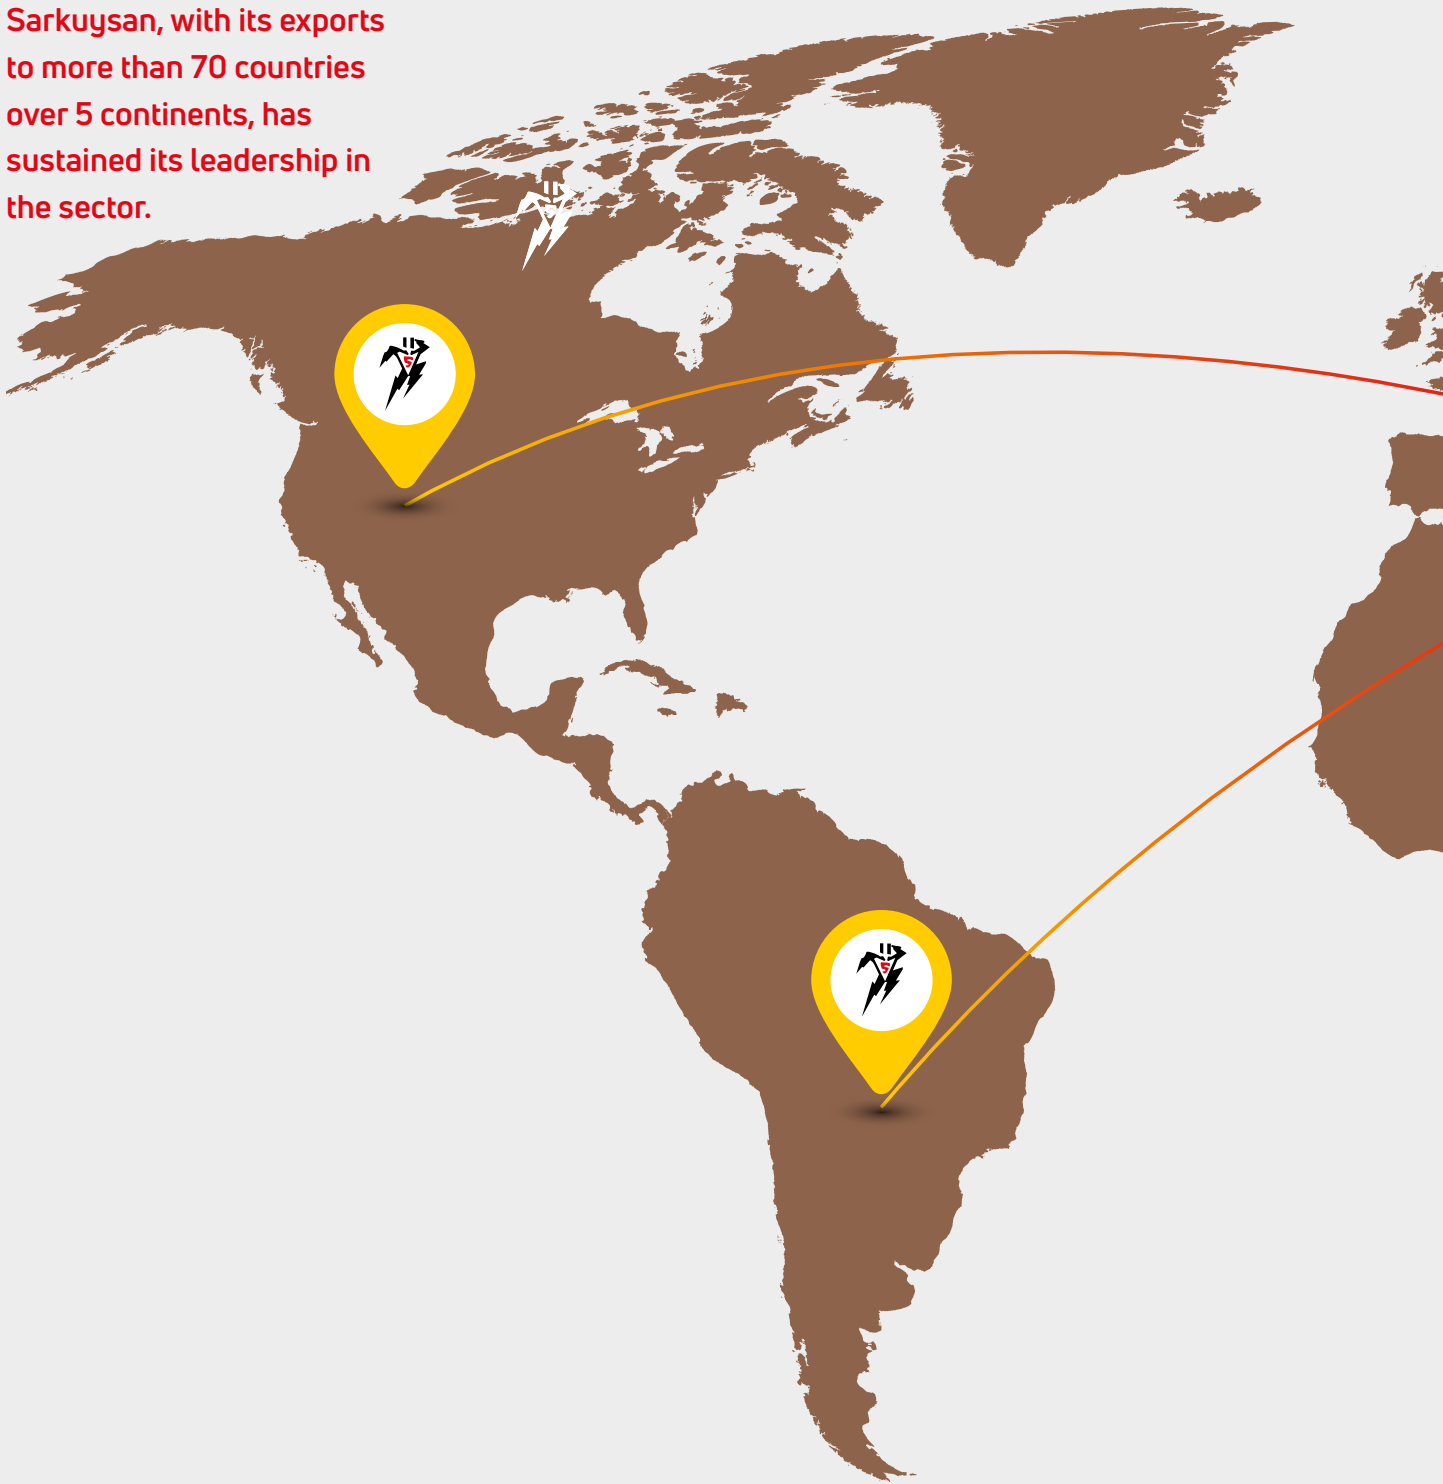 Sarkuysan, with its exports
to more than 70 countries
over 5 continents, has
sustained its leadership in
the sector.